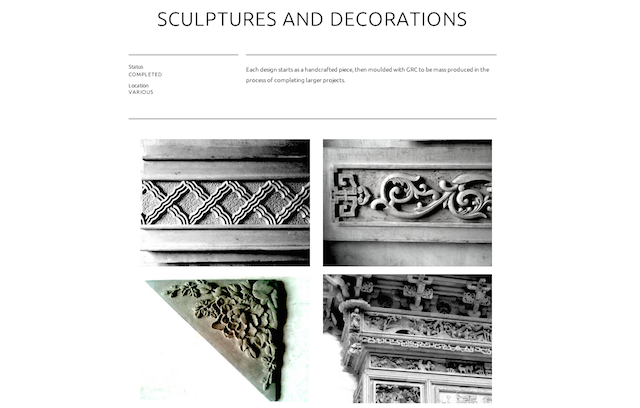 SCULPTURES AND DECORATIONS
Status
COMPLETED
Location
VARIOUS
Each design starts as a handcrafted piece, then moulded with GRC to be mass produced in the
process of completing larger projects.